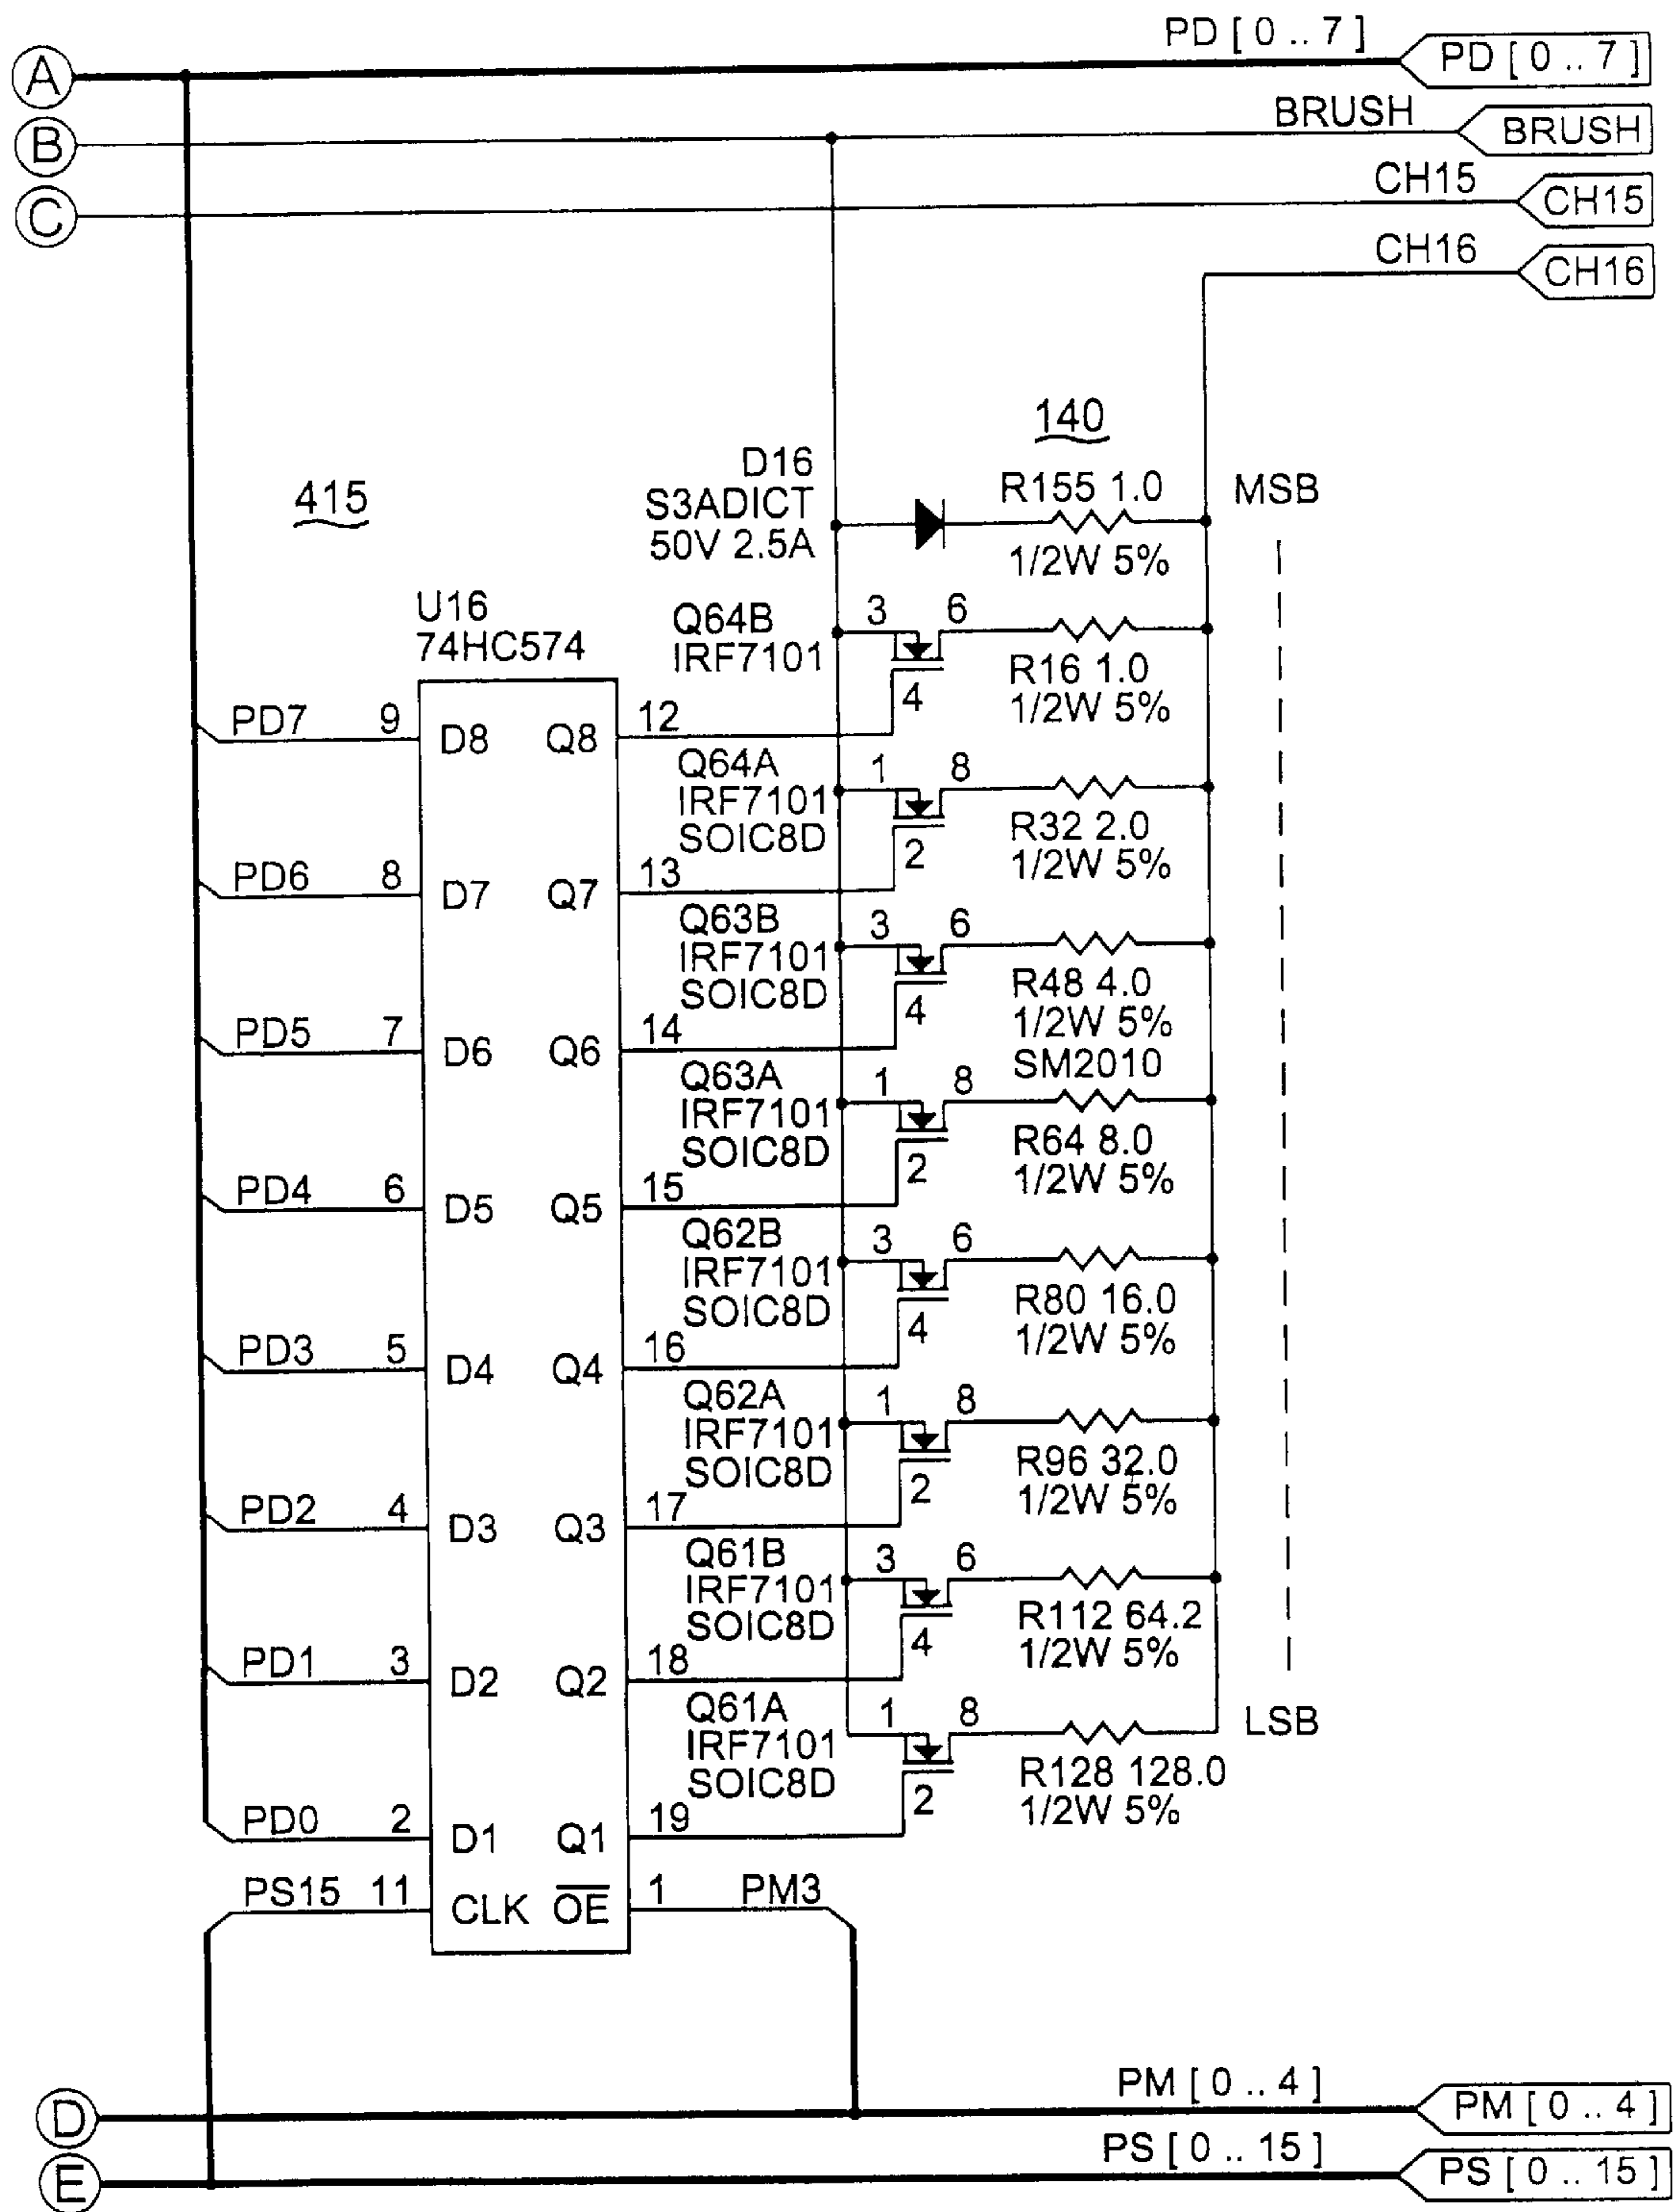 PD [ 0 .. 7 ]
A
PD [ 0 .. 7 ]
BRUSH
B
BRUSH
CH15
C
CH15
CH16
CH16
140
D16
S3ADICT
50V 2.5A
R155 1.0
1/2W 5%
MSB
415
U16
74HC574
Q64B
IRF7101
3
6
4
R16 1.0
1/2W 5%
PD7
9
D8
Q8
12
Q64A
IRF7101
SOIC8D
1
8
2
R32 2.0
1/2W 5%
PD6
8
D7
Q7
13
Q63B
IRF7101
SOIC8D
3
6
4
R48 4.0
1/2W 5%
SM2010
PD5
7
D6
Q6
14
Q63A
IRF7101
SOIC8D
1
8
2
R64 8.0
1/2W 5%
PD4
6
D5
Q5
15
Q62B
IRF7101
SOIC8D
3
6
4
R80 16.0
1/2W 5%
PD3
5
D4
Q4
16
Q62A
IRF7101
SOIC8D
1
8
2
R96 32.0
1/2W 5%
PD2
4
D3
Q3
17
Q61B
IRF7101
SOIC8D
3
6
4
R112 64.2
1/2W 5%
PD1
3
D2
Q2
18
Q61A
IRF7101
SOIC8D
1
8
2
LSB
R128 128.0
1/2W 5%
PD0
2
D1
Q1
19
PS15
11
CLK
OE
1
PM3
PM [ 0 .. 4 ]
D
PM [ 0 .. 4 ]
PS [ 0 .. 15 ]
E
PS [ 0 .. 15 ]